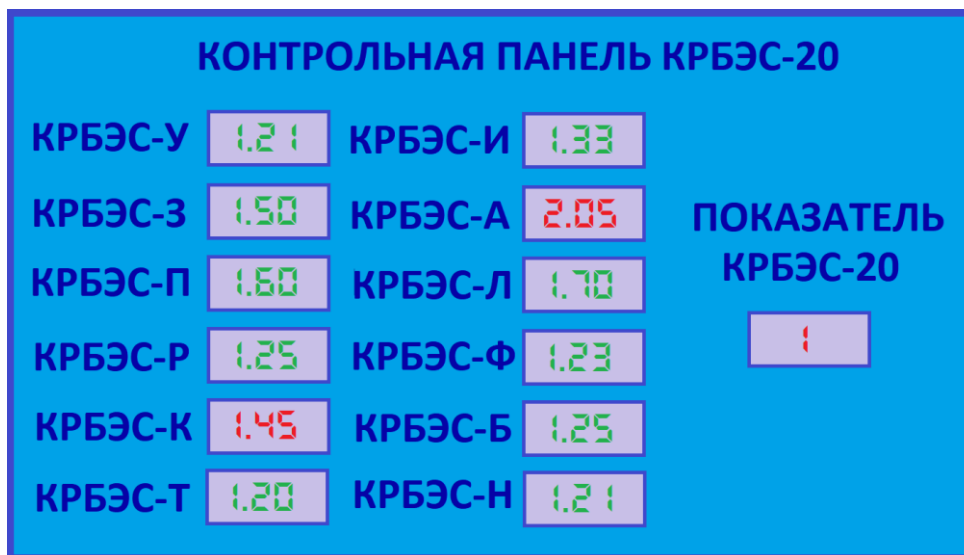 КОНТРОЛЬНАЯ ПАНЕЛЬ КРБЭС-20
КРБЭС-У 1.21 КРБЭС-И 1.33
КРБЭС-З 1.50 КРБЭС-А 2.05
КРБЭС-П 1.60 КРБЭС-Л 1.70
КРБЭС-Р 1.25 КРБЭС-Ф 1.23
КРБЭС-К 1.45 КРБЭС-Б 1.25
КРБЭС-Т 1.20 КРБЭС-Н 1.21
ПОКАЗАТЕЛЬ
КРБЭС-20
1